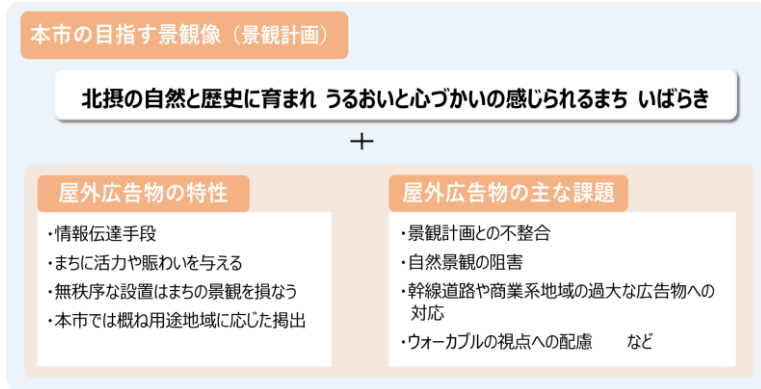 本市の目指す景観像（景観計画）
北摂の自然と歴史に育まれ うるおいと心づかいの感じられるまち いばらき
＋
屋外広告物の特性
・情報伝達手段
・まちに活力や賑わいを与える
・無秩序な設置はまちの景観を損なう
・本市では概ね用途地域に応じた掲出
屋外広告物の主な課題
・景観計画との不整合
・自然景観の阻害
・幹線道路や商業系地域の過大な広告物への
対応
・ウォーカブルの視点への配慮　　など